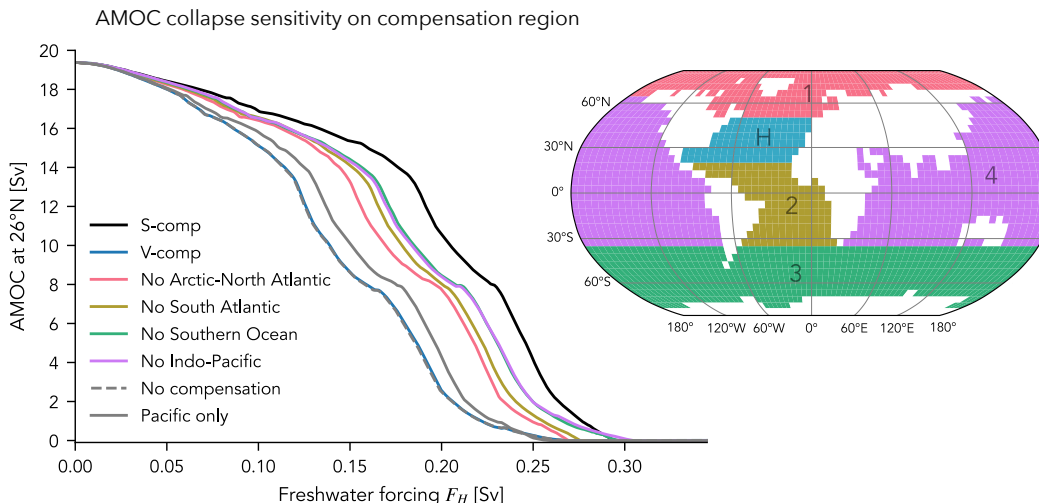 AMOC collapse sensitivity on compensation region
AMOC at 26°N [Sv]
20
18
16
14
12
10
8
6
4
2
0
S-comp
V-comp
No Arctic-North Atlantic
No South Atlantic
No Southern Ocean
No Indo-Pacific
No compensation
Pacific only
0.00 0.05 0.10 0.15 0.20 0.25 0.30
Freshwater forcing F_H [Sv]
60°N
30°N
0°
30°S
60°S
1
H
4
2
3
180° 120°W 60°W 0° 60°E 120°E 180°